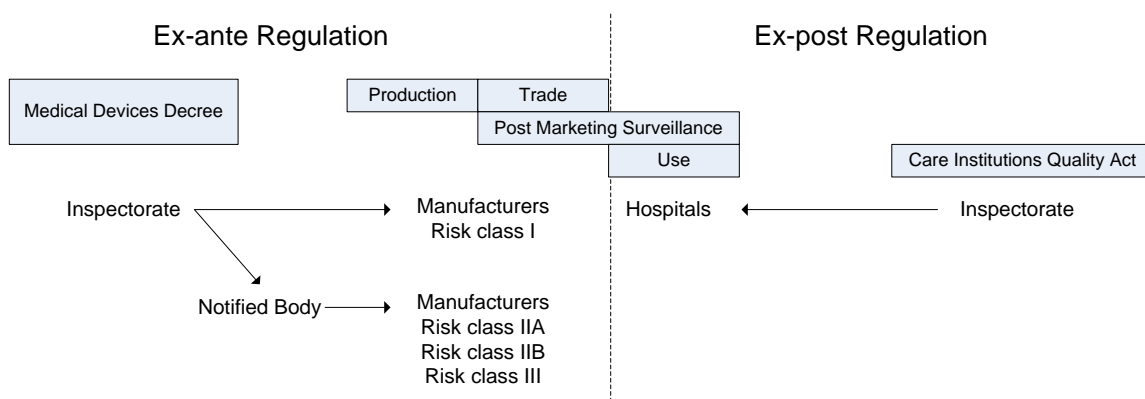 Ex-ante Regulation
Ex-post Regulation
Medical Devices Decree
Production
Trade
Post Marketing Surveillance
Use
Care Institutions Quality Act
Inspectorate
Manufacturers
Risk class I
Hospitals
Inspectorate
Notified Body
Manufacturers
Risk class IIA
Risk class IIB
Risk class III